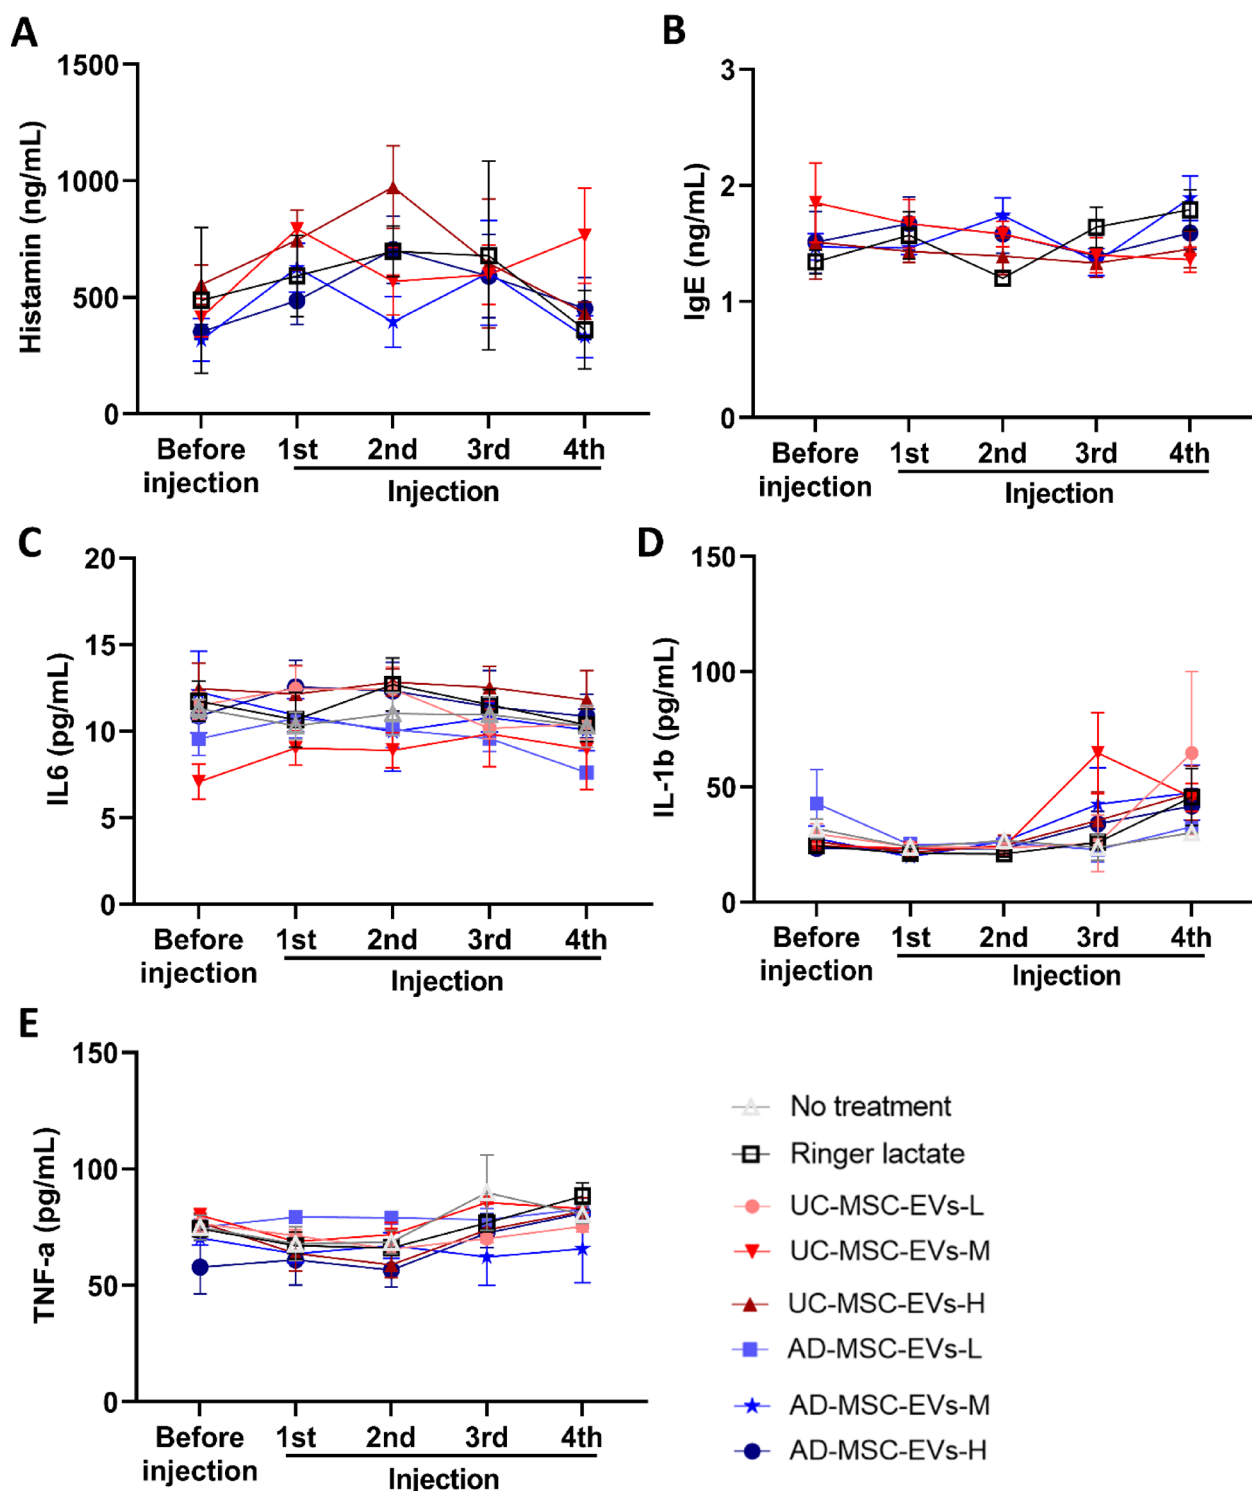 A
Histamin (ng/mL)
1500
1000
500
0
Before injection
1st
2nd
3rd
4th
Injection
B
IgE (ng/mL)
3
2
1
0
Before injection
1st
2nd
3rd
4th
Injection
C
IL6 (pg/mL)
20
15
10
5
0
Before injection
1st
2nd
3rd
4th
Injection
D
IL-1b (pg/mL)
150
100
50
0
Before injection
1st
2nd
3rd
4th
Injection
E
TNF-a (pg/mL)
150
100
50
0
Before injection
1st
2nd
3rd
4th
Injection
No treatment
Ringer lactate
UC-MSC-EVs-L
UC-MSC-EVs-M
UC-MSC-EVs-H
AD-MSC-EVs-L
AD-MSC-EVs-M
AD-MSC-EVs-H